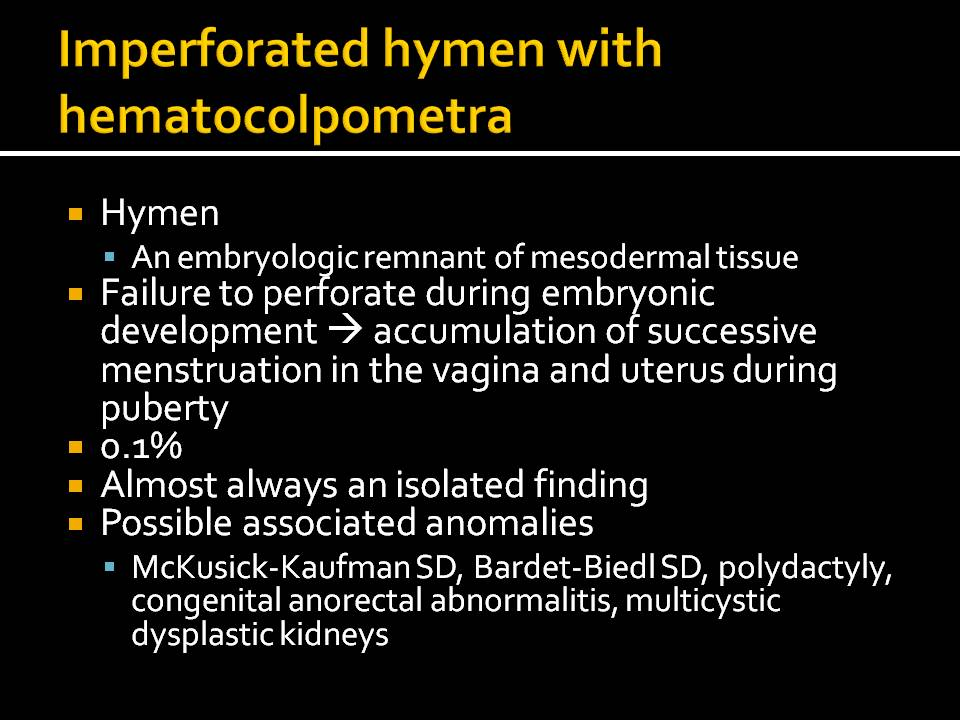 Imperforated hymen with
hematocolpometra
Hymen
An embryologic remnant of mesodermal tissue
Failure to perforate during embryonic
development → accumulation of successive
menstruation in the vagina and uterus during
puberty
0.1%
Almost always an isolated finding
Possible associated anomalies
McKusick-Kaufman SD, Bardet-Biedl SD, polydactyly,
congenital anorectal abnormalitis, multicystic
dysplastic kidneys